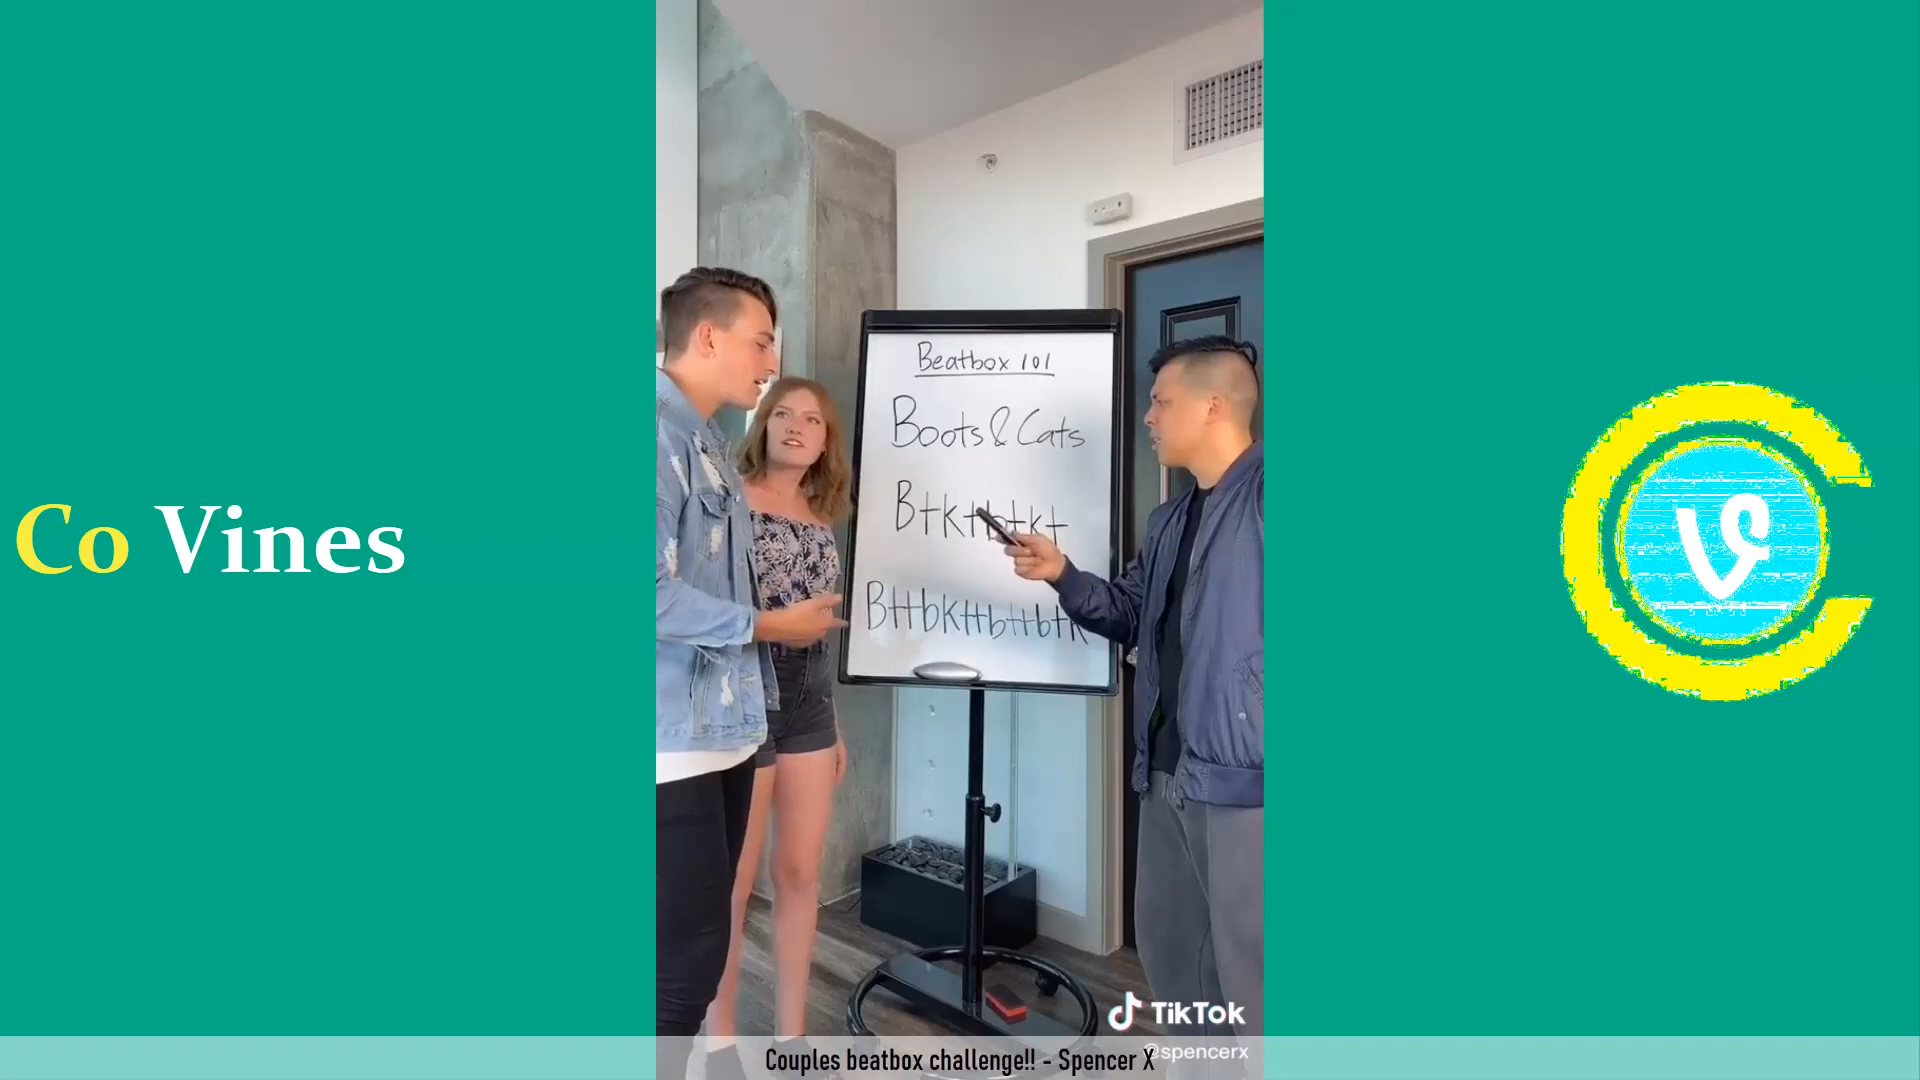 Co Vines
Beatbox 101
Boots & Cats
Btktbtkt
BttbkttbttbtK
TikTok
@spencerx
Couples beatbox challenge!! - Spencer X